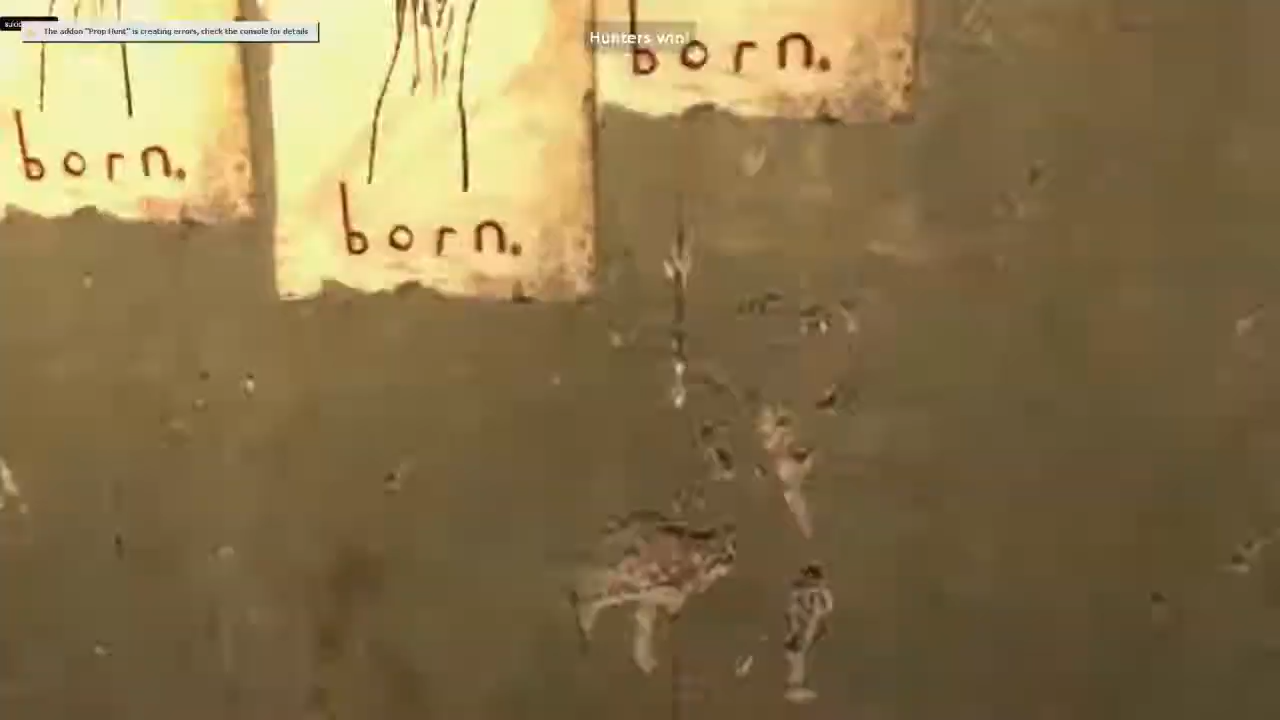 The addon "Prop Hunt" is creating errors, check the console for details
Hunters win!
born.
born.
born.